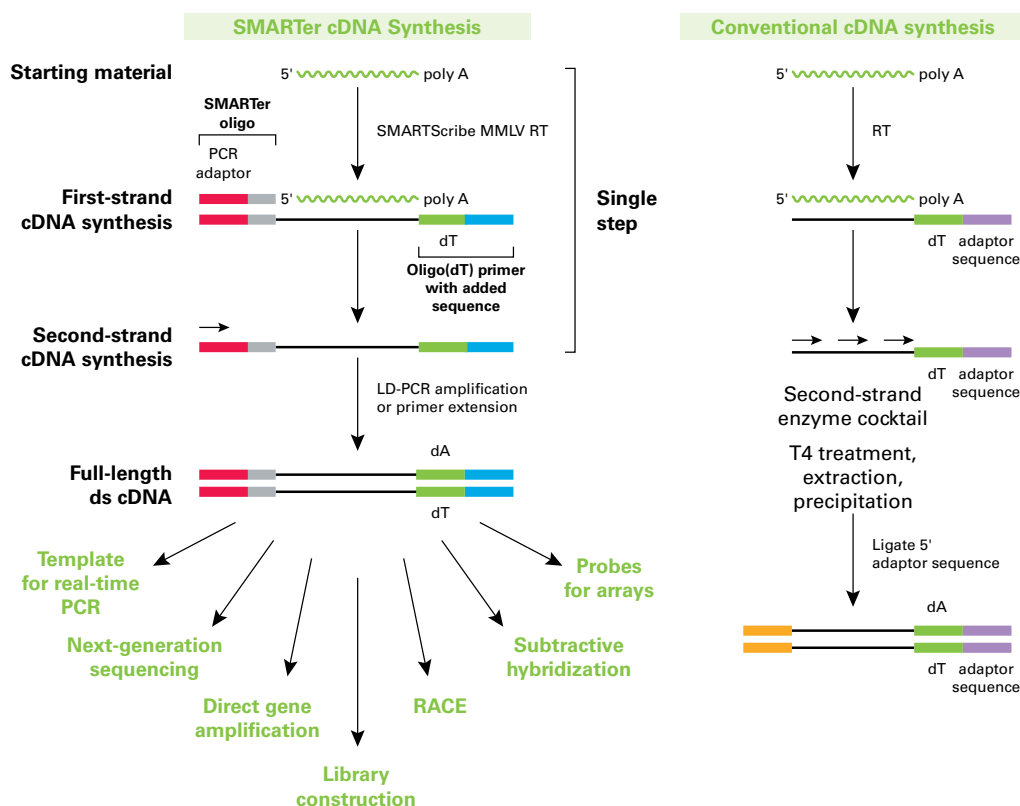 SMARTer cDNA Synthesis
Starting material
5'
poly A
SMARTer
oligo
PCR
adaptor
SMARTScribe MMLV RT
First-strand
cDNA synthesis
5'
poly A
dT
Oligo(dT) primer
with added
sequence
Single
step
Second-strand
cDNA synthesis
LD-PCR amplification
or primer extension
Full-length
ds cDNA
dA
dT
Template
for real-time
PCR
Next-generation
sequencing
Direct gene
amplification
Library
construction
RACE
Subtractive
hybridization
Probes
for arrays
Conventional cDNA synthesis
5'
poly A
RT
5'
poly A
dT adaptor
sequence
dT adaptor
sequence
Second-strand
enzyme cocktail
T4 treatment,
extraction,
precipitation
Ligate 5'
adaptor sequence
dA
dT adaptor
sequence